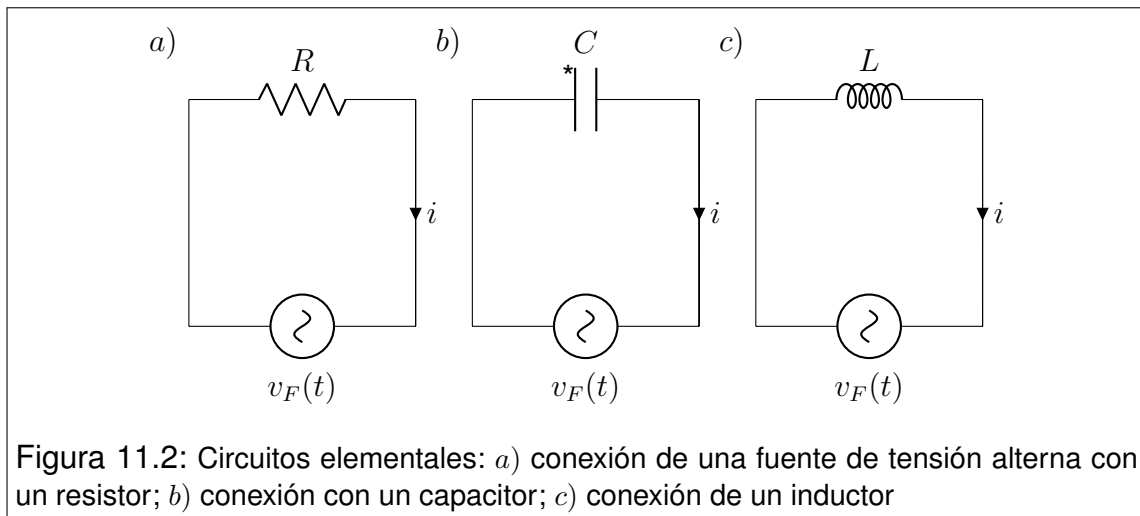 a) b) c)
R C L
*
i i i
v_F(t) v_F(t) v_F(t)
Figura 11.2: Circuitos elementales: a) conexión de una fuente de tensión alterna con
un resistor; b) conexión con un capacitor; c) conexión de un inductor